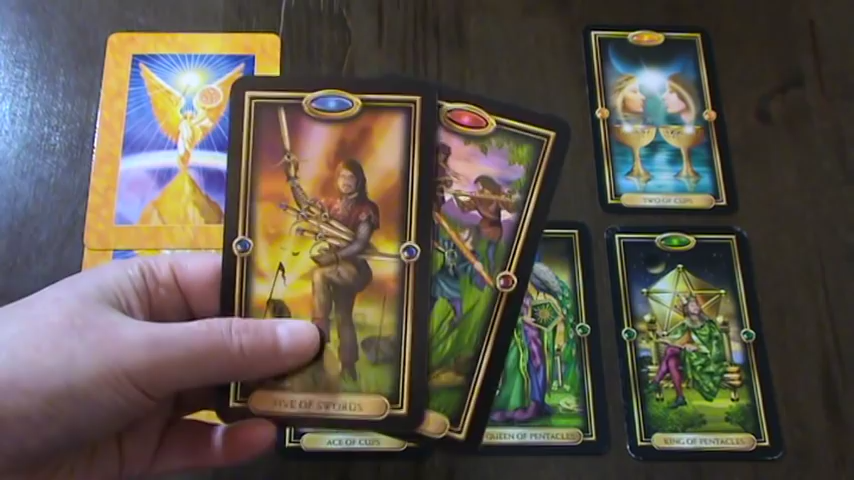 TWO OF CUPS
FIVE OF SWORDS
ACE OF CUPS
QUEEN OF PENTACLES
KING OF PENTACLES